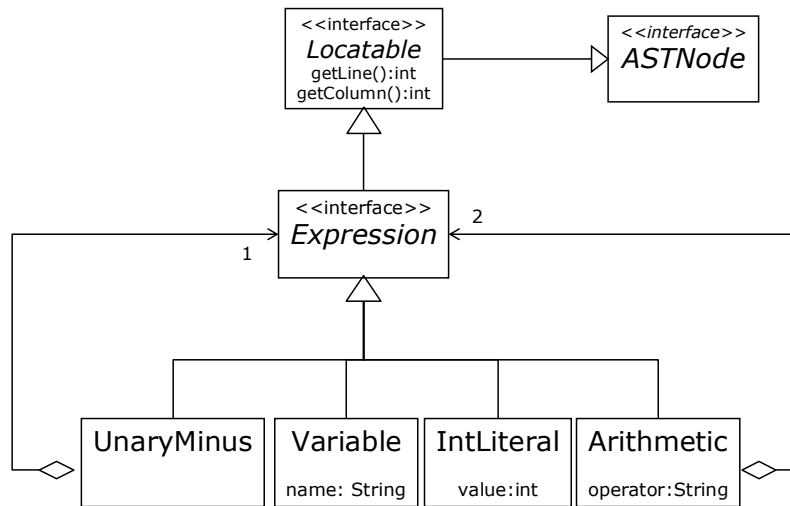 <<interface>>
Locatable
getLine():int
getColumn():int
<<interface>>
ASTNode
<<interface>>
Expression
1
2
UnaryMinus
Variable
name: String
IntLiteral
value:int
Arithmetic
operator:String